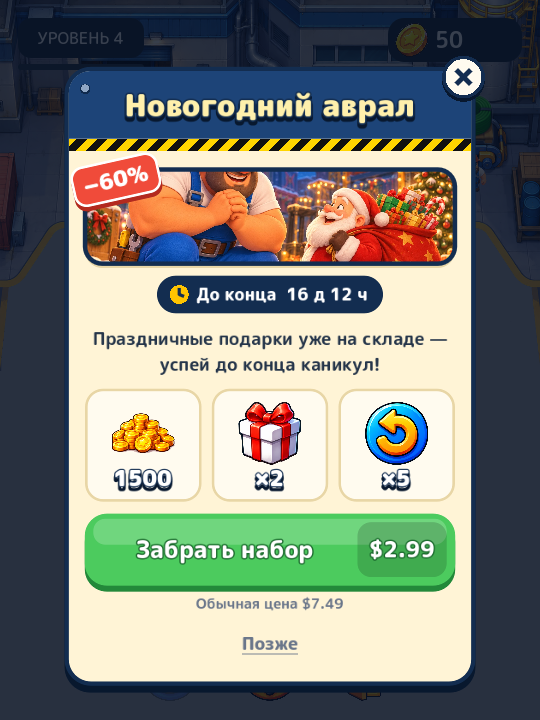 УРОВЕНЬ 4
50
Новогодний аврал
−60%
До конца 16 д 12 ч
Праздничные подарки уже на складе —
успей до конца каникул!
1500
×2
×5
Забрать набор
$2.99
Обычная цена $7.49
Позже